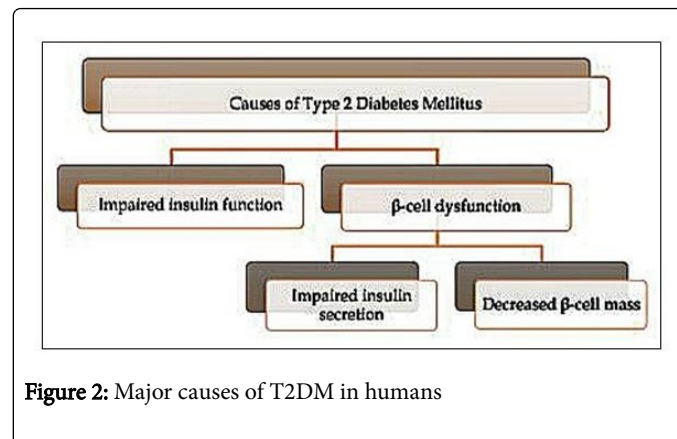 Causes of Type 2 Diabetes Mellitus
Impaired insulin function
β-cell dysfunction
Impaired insulin
secretion
Decreased β-cell mass
Figure 2: Major causes of T2DM in humans